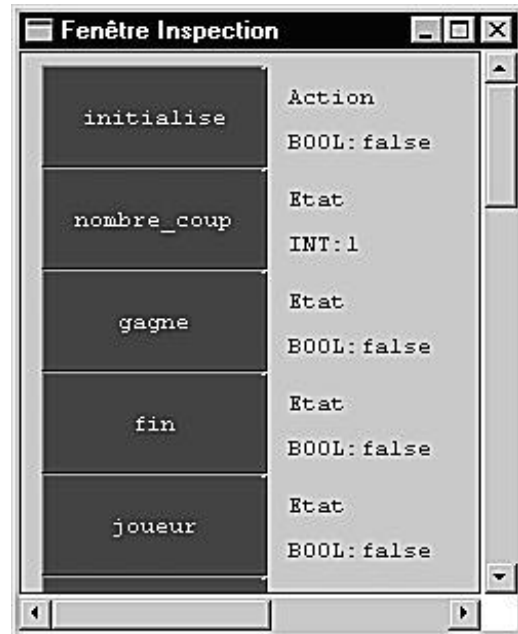 Fenêtre Inspection
initialise
Action
BOOL:false
nombre_coup
Etat
INT:1
gagne
Etat
BOOL:false
fin
Etat
BOOL:false
joueur
Etat
BOOL:false